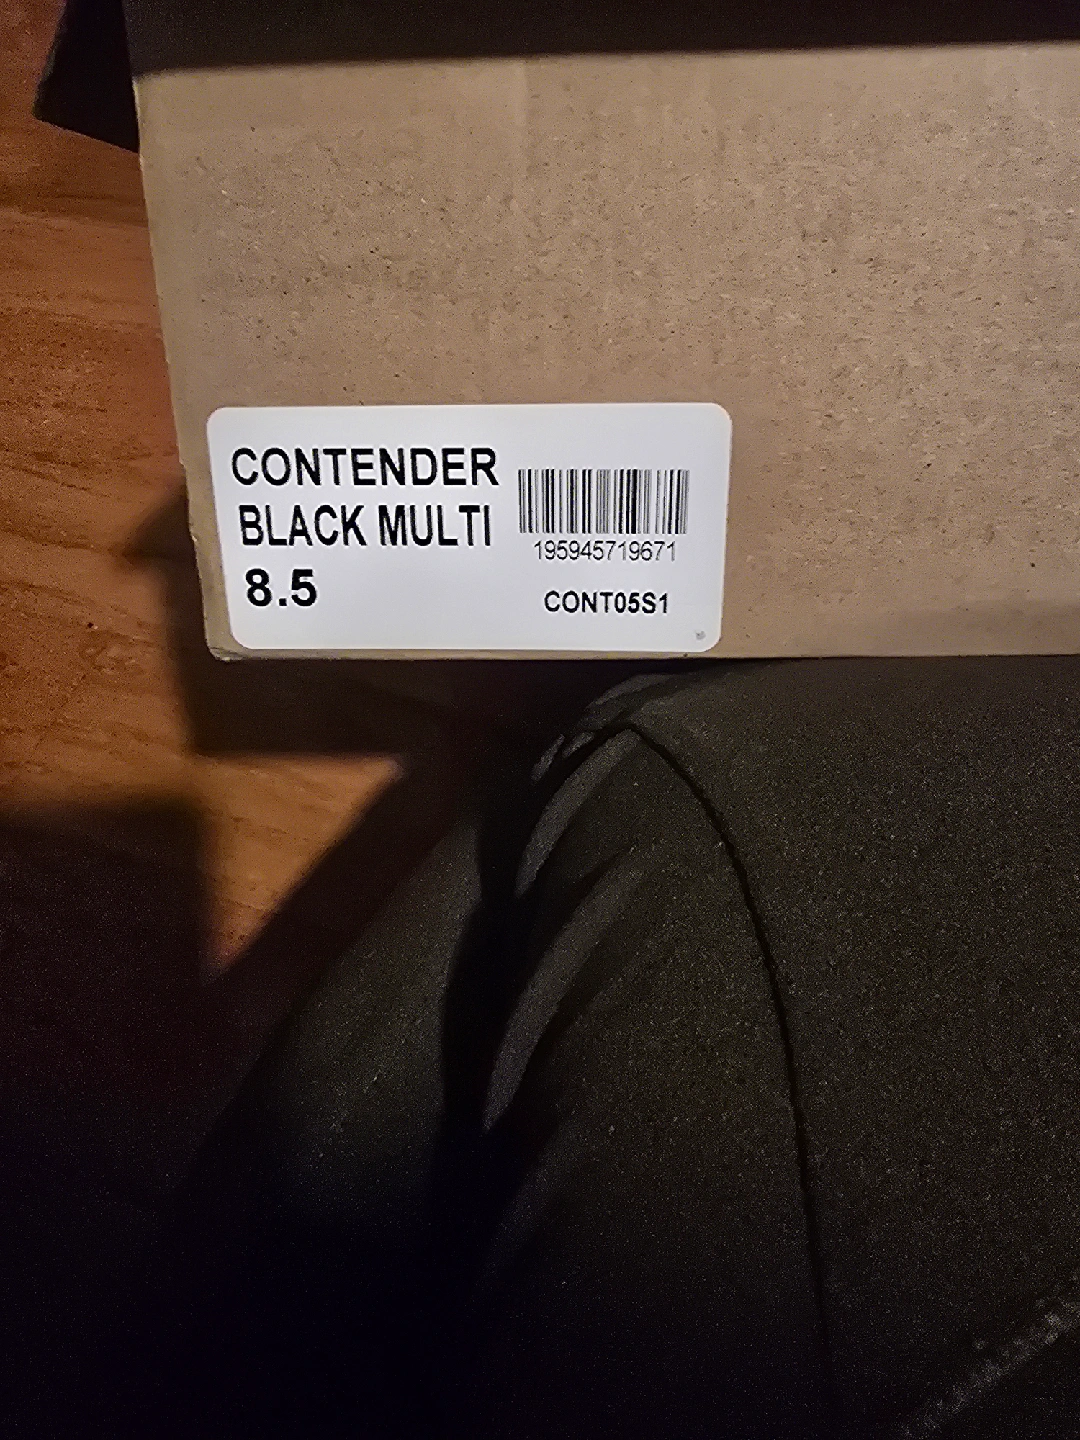 CONTENDER
BLACK MULTI
8.5
195945719671
CONT05S1